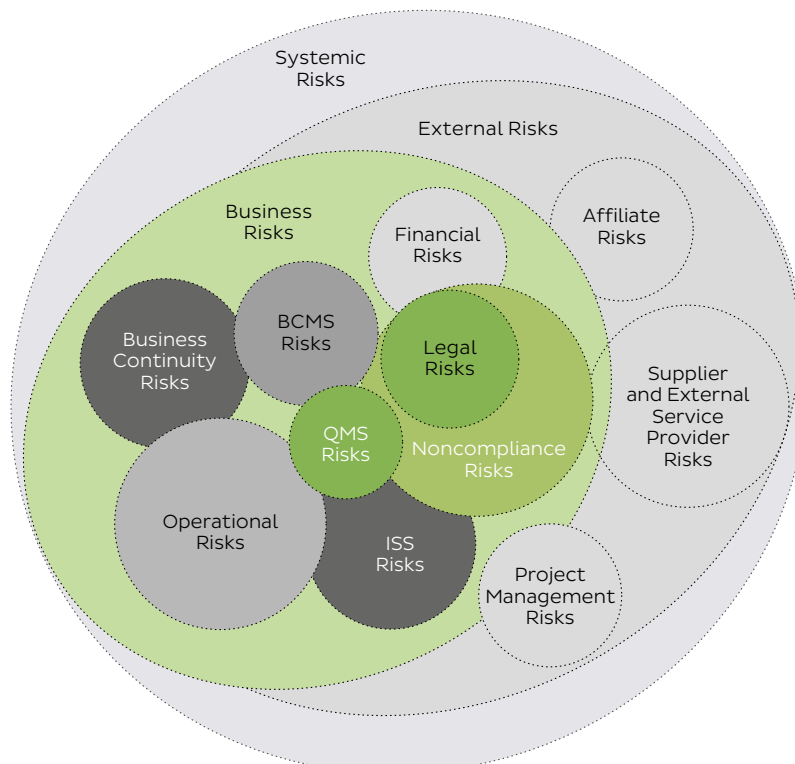 Systemic
Risks
External Risks
Business
Risks
Financial
Risks
Affiliate
Risks
Business
Continuity
Risks
BCMS
Risks
Legal
Risks
Supplier
and External
Service
Provider
Risks
QMS
Risks
Noncompliance
Risks
Operational
Risks
ISS
Risks
Project
Management
Risks